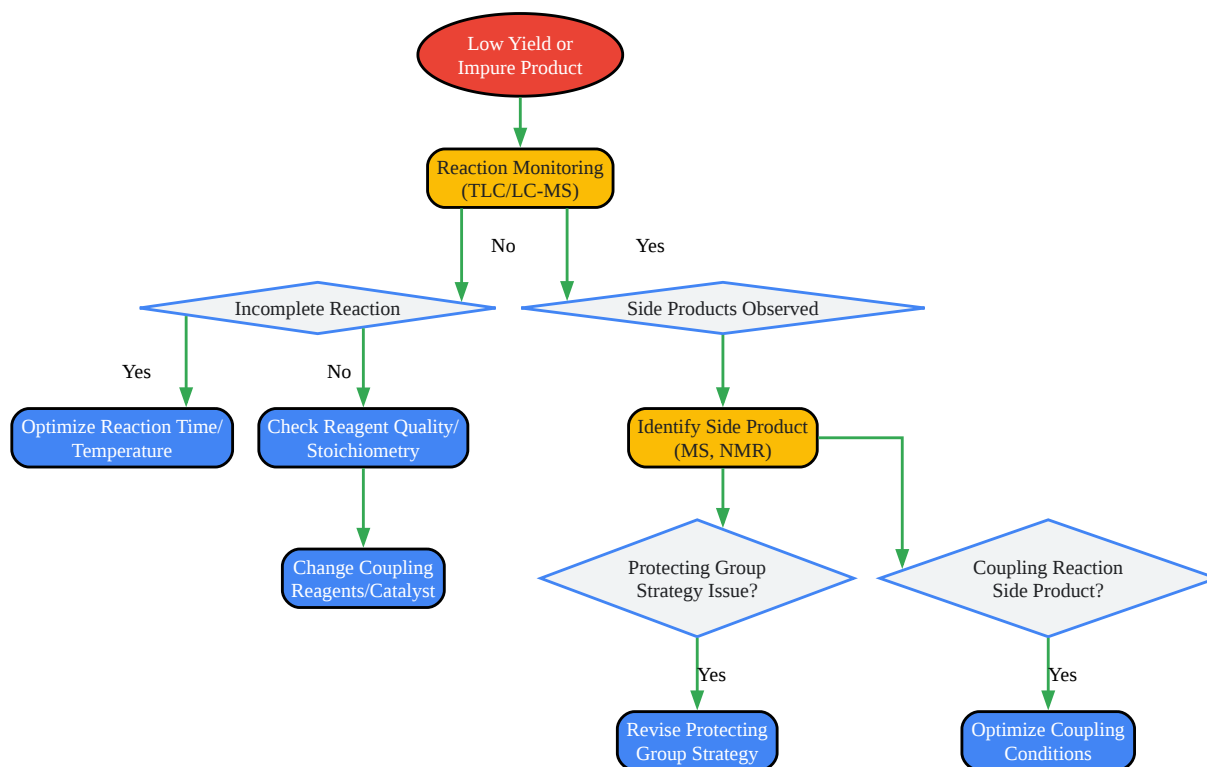 Low Yield or
Impure Product
Reaction Monitoring
(TLC/LC-MS)
No
Yes
Incomplete Reaction
Side Products Observed
Yes
No
Optimize Reaction Time/
Temperature
Check Reagent Quality/
Stoichiometry
Identify Side Product
(MS, NMR)
Change Coupling
Reagents/Catalyst
Protecting Group
Strategy Issue?
Coupling Reaction
Side Product?
Yes
Yes
Revise Protecting
Group Strategy
Optimize Coupling
Conditions